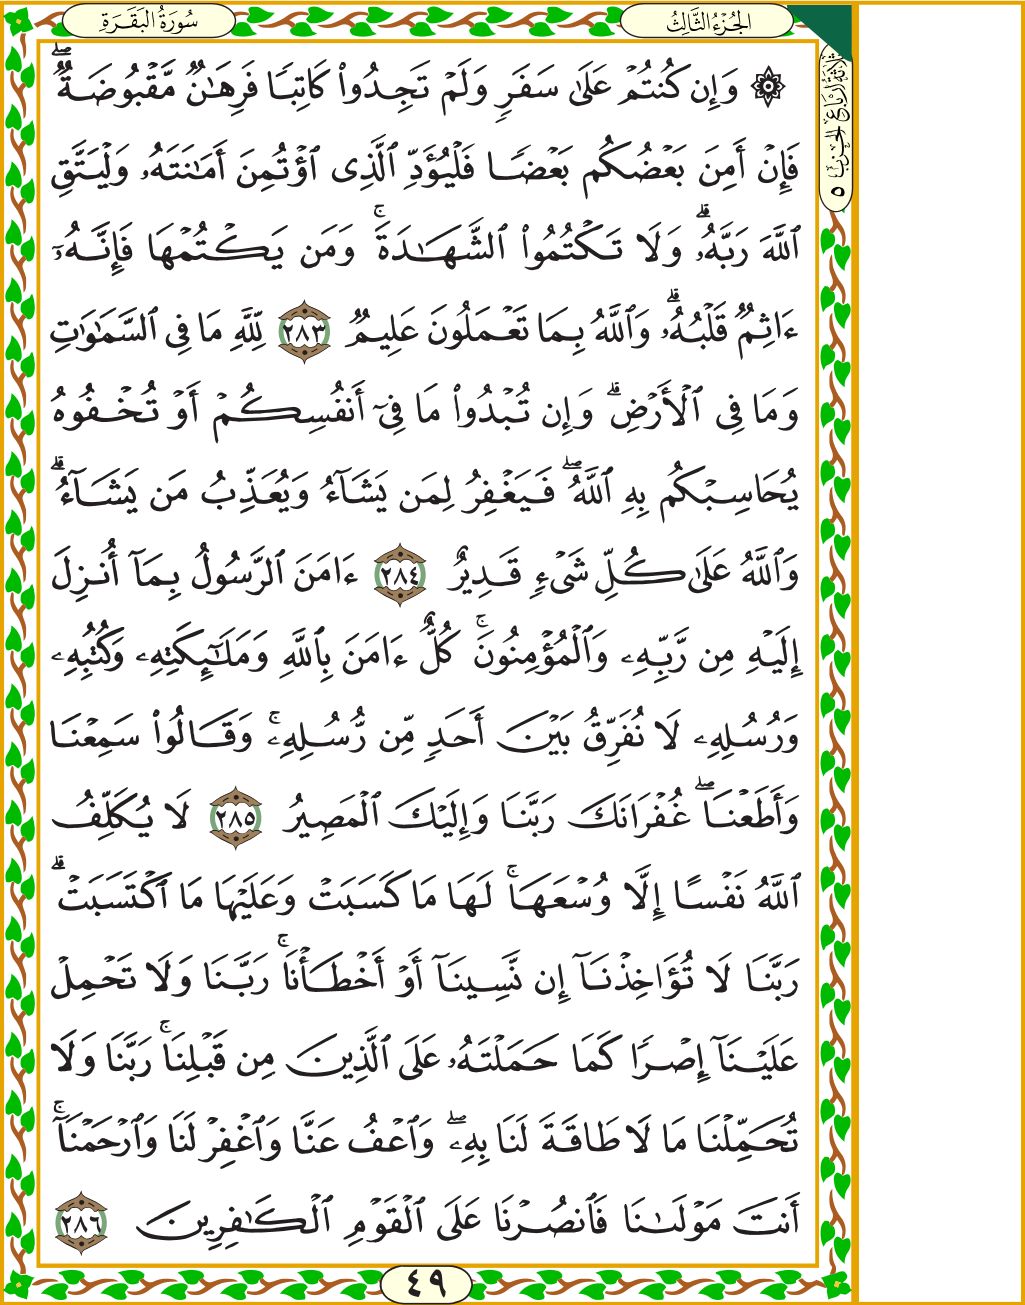 سُورَةُ البَقَرَةِ
الجُزْءُ الثَّالِثُ
ثَلَاثَةُ أَرْبَاعِ الحِزْبِ ٥
۞ وَإِن كُنتُمْ عَلَىٰ سَفَرٍ وَلَمْ تَجِدُوا۟ كَاتِبًا فَرِهَـٰنٌ مَّقْبُوضَةٌ ۖ
فَإِنْ أَمِنَ بَعْضُكُم بَعْضًا فَلْيُؤَدِّ ٱلَّذِى ٱؤْتُمِنَ أَمَـٰنَتَهُۥ وَلْيَتَّقِ
ٱللَّهَ رَبَّهُۥ ۗ وَلَا تَكْتُمُوا۟ ٱلشَّهَـٰدَةَ ۚ وَمَن يَكْتُمْهَا فَإِنَّهُۥٓ
ءَاثِمٌ قَلْبُهُۥ ۗ وَٱللَّهُ بِمَا تَعْمَلُونَ عَلِيمٌ ٢٨٣ لِّلَّهِ مَا فِى ٱلسَّمَـٰوَٰتِ
وَمَا فِى ٱلْأَرْضِ ۗ وَإِن تُبْدُوا۟ مَا فِىٓ أَنفُسِكُمْ أَوْ تُخْفُوهُ
يُحَاسِبْكُم بِهِ ٱللَّهُ ۖ فَيَغْفِرُ لِمَن يَشَآءُ وَيُعَذِّبُ مَن يَشَآءُ ۗ
وَٱللَّهُ عَلَىٰ كُلِّ شَىْءٍ قَدِيرٌ ٢٨٤ ءَامَنَ ٱلرَّسُولُ بِمَآ أُنزِلَ
إِلَيْهِ مِن رَّبِّهِۦ وَٱلْمُؤْمِنُونَ ۚ كُلٌّ ءَامَنَ بِٱللَّهِ وَمَلَـٰٓئِكَتِهِۦ وَكُتُبِهِۦ
وَرُسُلِهِۦ لَا نُفَرِّقُ بَيْنَ أَحَدٍ مِّن رُّسُلِهِۦ ۚ وَقَالُوا۟ سَمِعْنَا
وَأَطَعْنَا ۖ غُفْرَانَكَ رَبَّنَا وَإِلَيْكَ ٱلْمَصِيرُ ٢٨٥ لَا يُكَلِّفُ
ٱللَّهُ نَفْسًا إِلَّا وُسْعَهَا ۚ لَهَا مَا كَسَبَتْ وَعَلَيْهَا مَا ٱكْتَسَبَتْ ۗ
رَبَّنَا لَا تُؤَاخِذْنَآ إِن نَّسِينَآ أَوْ أَخْطَأْنَا ۚ رَبَّنَا وَلَا تَحْمِلْ
عَلَيْنَآ إِصْرًا كَمَا حَمَلْتَهُۥ عَلَى ٱلَّذِينَ مِن قَبْلِنَا ۚ رَبَّنَا وَلَا
تُحَمِّلْنَا مَا لَا طَاقَةَ لَنَا بِهِۦ ۖ وَٱعْفُ عَنَّا وَٱغْفِرْ لَنَا وَٱرْحَمْنَآ ۚ
أَنتَ مَوْلَىٰنَا فَٱنصُرْنَا عَلَى ٱلْقَوْمِ ٱلْكَـٰفِرِينَ ٢٨٦
٤٩